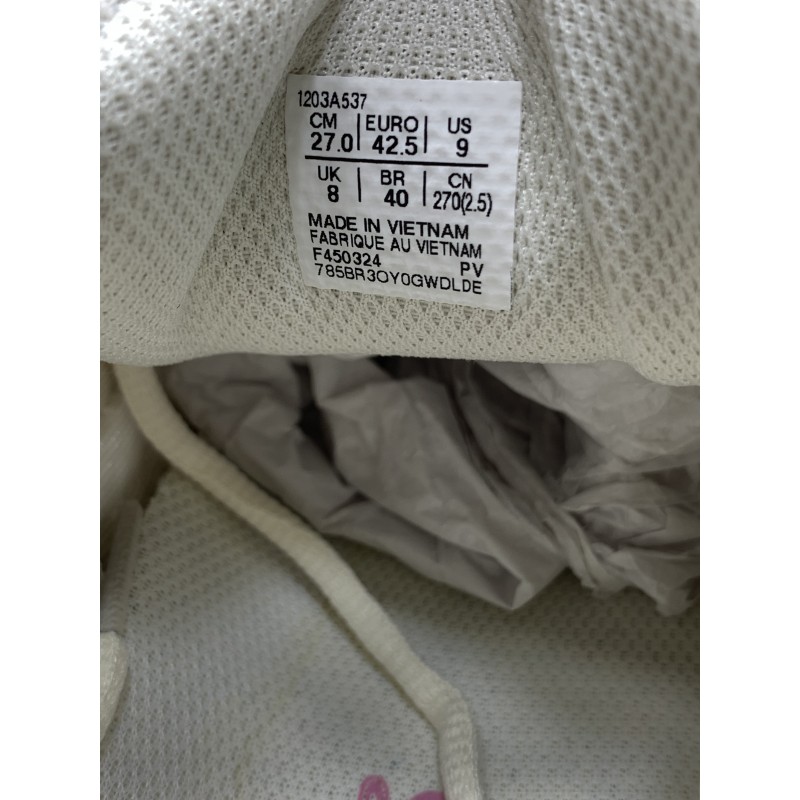 1203A537
CM | EURO | US
27.0 | 42.5 | 9
UK | BR | CN
8 | 40 | 270(2.5)
MADE IN VIETNAM
FABRIQUE AU VIETNAM
F450324 PV
785BR3OY0GWDLDE